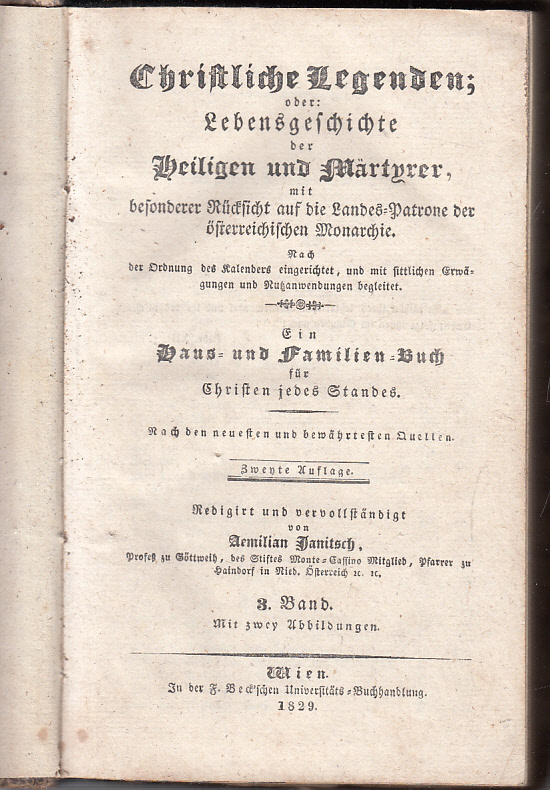 Christliche Legenden;
oder:
Lebensgeschichte
der
Heiligen und Märtyrer,
mit
besonderer Rücksicht auf die Landes-Patrone der
österreichischen Monarchie.
Nach
der Ordnung des Kalenders eingerichtet, und mit sittlichen Erwä-
gungen und Nutzanwendungen begleitet.
Ein
Haus- und Familien-Buch
für
Christen jedes Standes.
Nach den neuesten und bewährtesten Quellen.
Zweyte Auflage.
Redigirt und vervollständigt
von
Aemilian Janitsch,
Profeß zu Göttweih, des Stiftes Monte-Cassino Mitglied, Pfarrer zu
Haindorf in Nied. Österreich ꝛc. ꝛc.
3. Band.
Mit zwey Abbildungen.
Wien.
In der F. Beck'schen Universitäts-Buchhandlung.
1829.